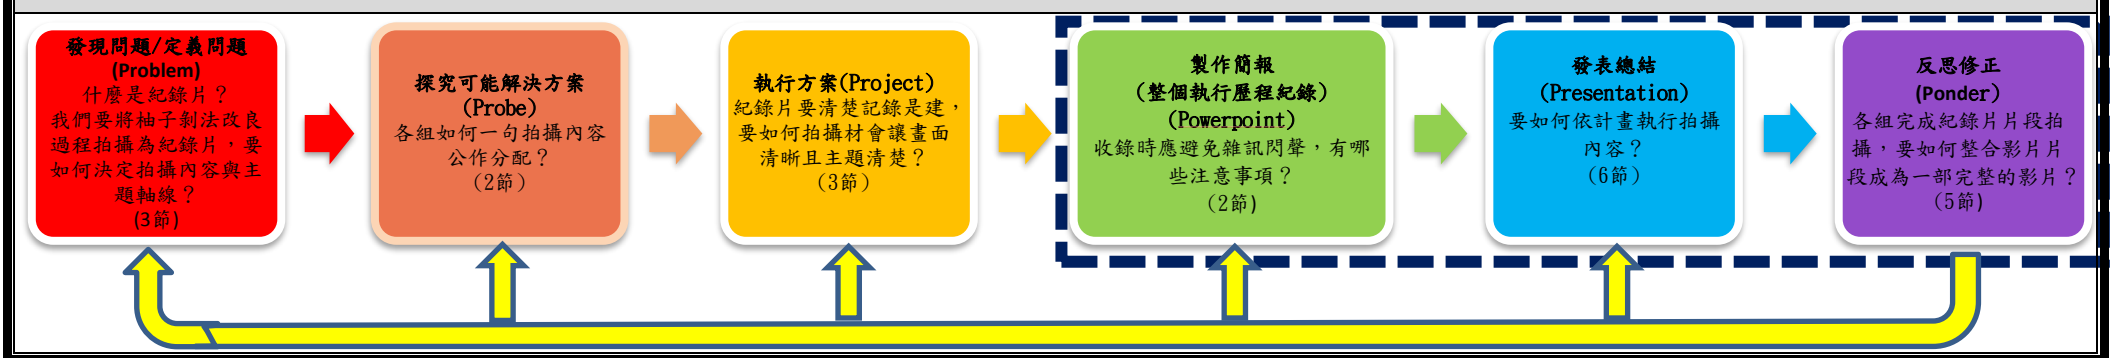 發現問題/定義問題
(Problem)
什麼是紀錄片？
我們要將柚子剝法改良
過程拍攝為紀錄片，要
如何決定拍攝內容與主
題軸線？
(3節)
探究可能解決方案
(Probe)
各組如何一句拍攝內容
公作分配？
(2節)
執行方案(Project)
紀錄片要清楚記錄是建，
要如何拍攝材會讓畫面
清晰且主題清楚？
(3節)
製作簡報
(整個執行歷程紀錄)
(Powerpoint)
收錄時應避免雜訊閃聲，有哪
些注意事項？
(2節)
發表總結
(Presentation)
要如何依計畫執行拍攝
內容？
(6節)
反思修正
(Ponder)
各組完成紀錄片片段拍
攝，要如何整合影片片
段成為一部完整的影片？
(5節)